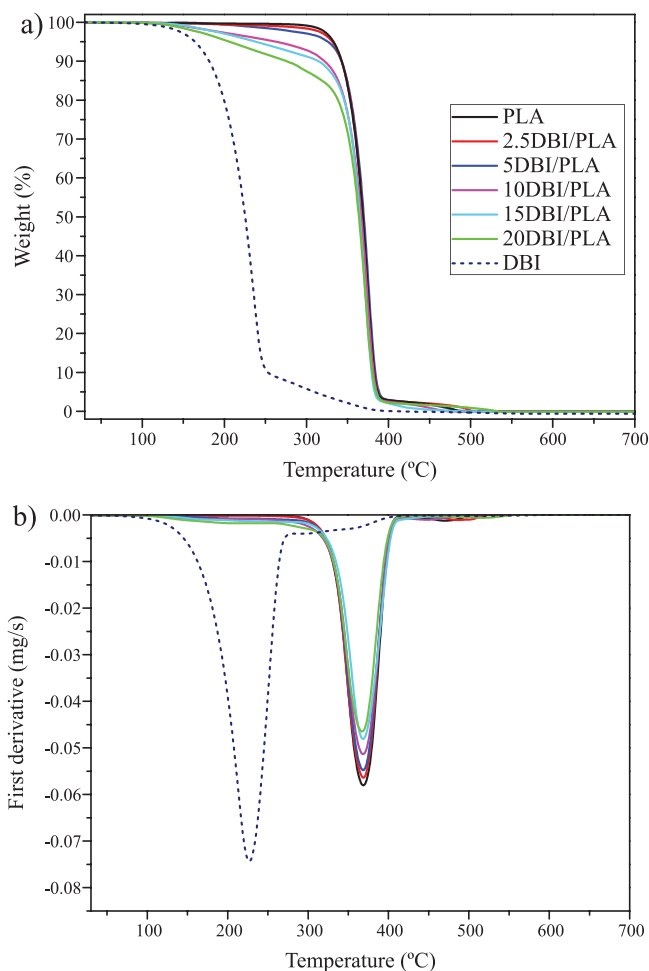 a)
100
90
80
70
60
50
40
30
20
10
0
Weight (%)
PLA
2.5DBI/PLA
5DBI/PLA
10DBI/PLA
15DBI/PLA
20DBI/PLA
DBI
100 200 300 400 500 600 700
Temperature (ºC)
b)
0.00
-0.01
-0.02
-0.03
-0.04
-0.05
-0.06
-0.07
-0.08
First derivative (mg/s)
100 200 300 400 500 600 700
Temperature (ºC)